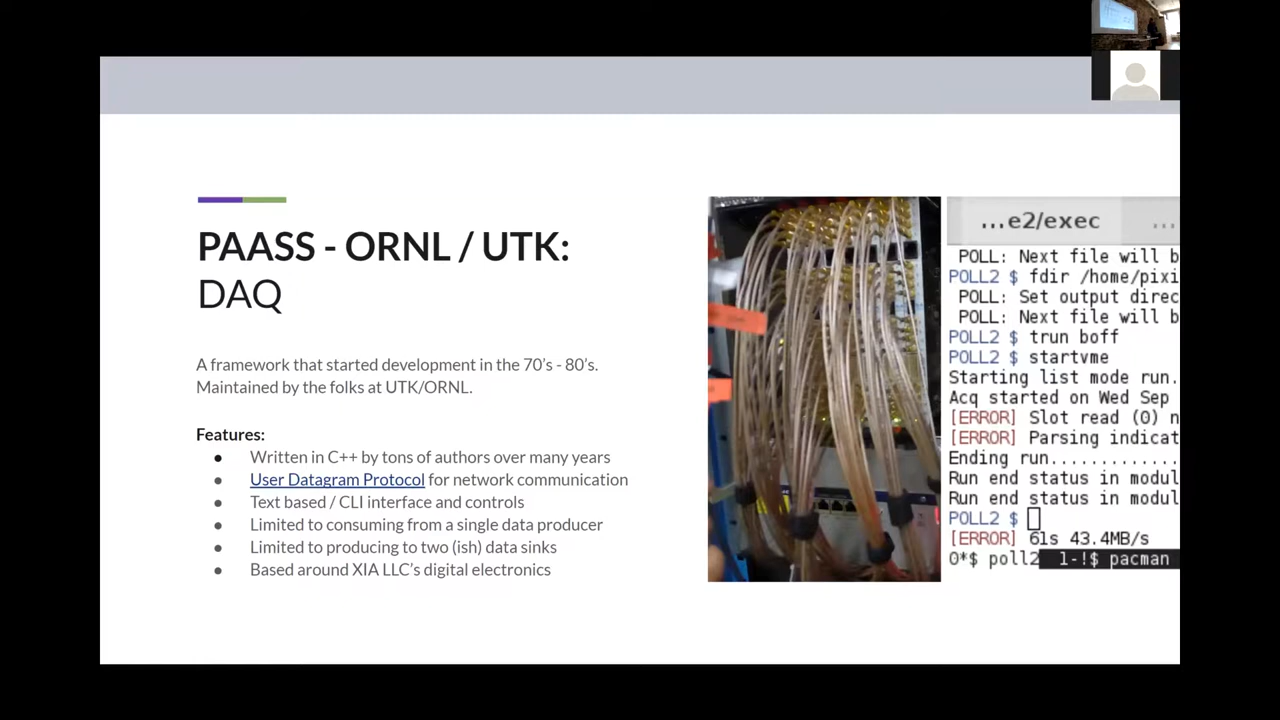 PAASS - ORNL / UTK:
DAQ
A framework that started development in the 70's - 80's.
Maintained by the folks at UTK/ORNL.
Features:
● Written in C++ by tons of authors over many years
● User Datagram Protocol for network communication
● Text based / CLI interface and controls
● Limited to consuming from a single data producer
● Limited to producing to two (ish) data sinks
● Based around XIA LLC's digital electronics
...e2/exec ...
POLL: Next file will b
POLL2 $ fdir /home/pixi
POLL: Set output direc
POLL: Next file will b
POLL2 $ trun boff
POLL2 $ startvme
Starting list mode run.
Acq started on Wed Sep
[ERROR] Slot read (0) n
[ERROR] Parsing indicat
Ending run.............
Run end status in modul
Run end status in modul
POLL2 $
[ERROR] 61s 43.4MB/s
0*$ poll2 1-!$ pacman